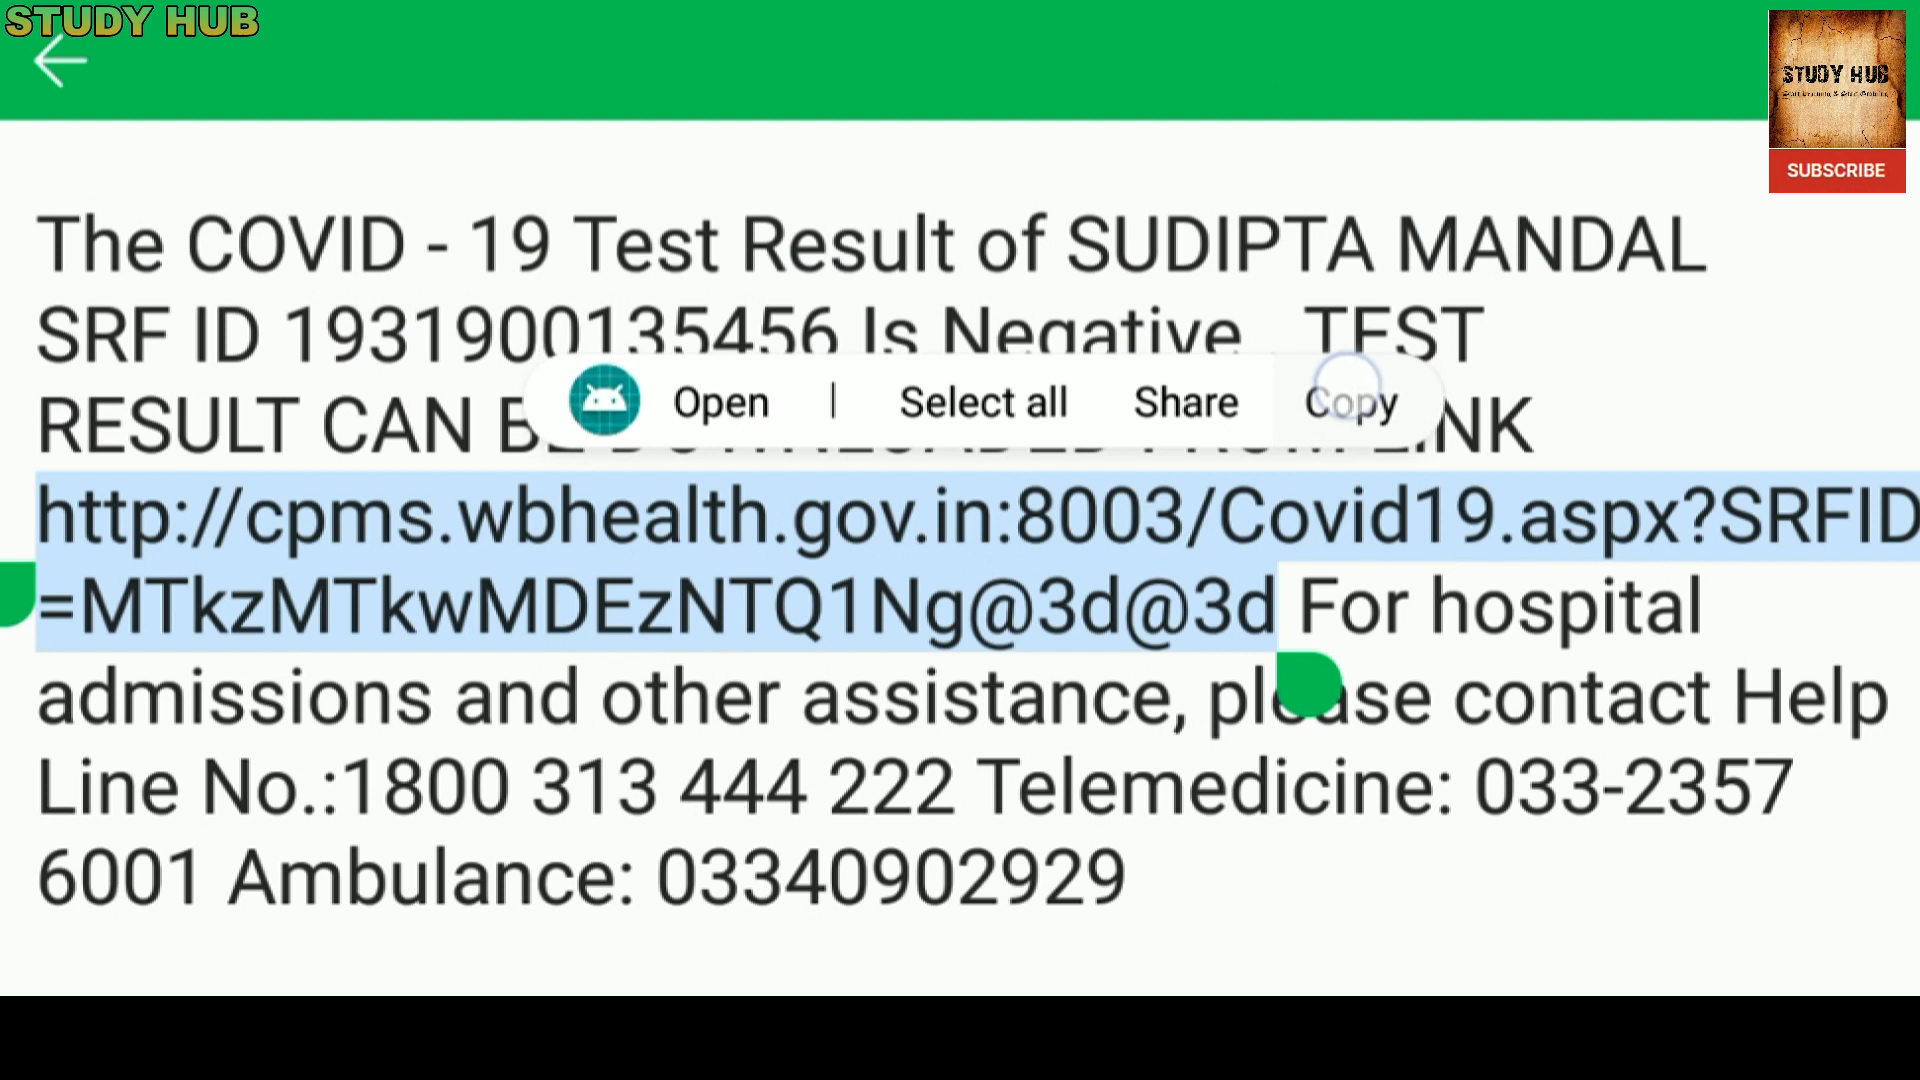 STUDY HUB
STUDY HUB
SUBSCRIBE
The COVID - 19 Test Result of SUDIPTA MANDAL
SRF ID 1931900135456 Is Negative TEST
Open | Select all Share Copy
RESULT CAN
http://cpms.wbhealth.gov.in:8003/Covid19.aspx?SRFID
=MTkzMTkwMDEzNTQ1Ng@3d@3d For hospital
admissions and other assistance, please contact Help
Line No.:1800 313 444 222 Telemedicine: 033-2357
6001 Ambulance: 03340902929